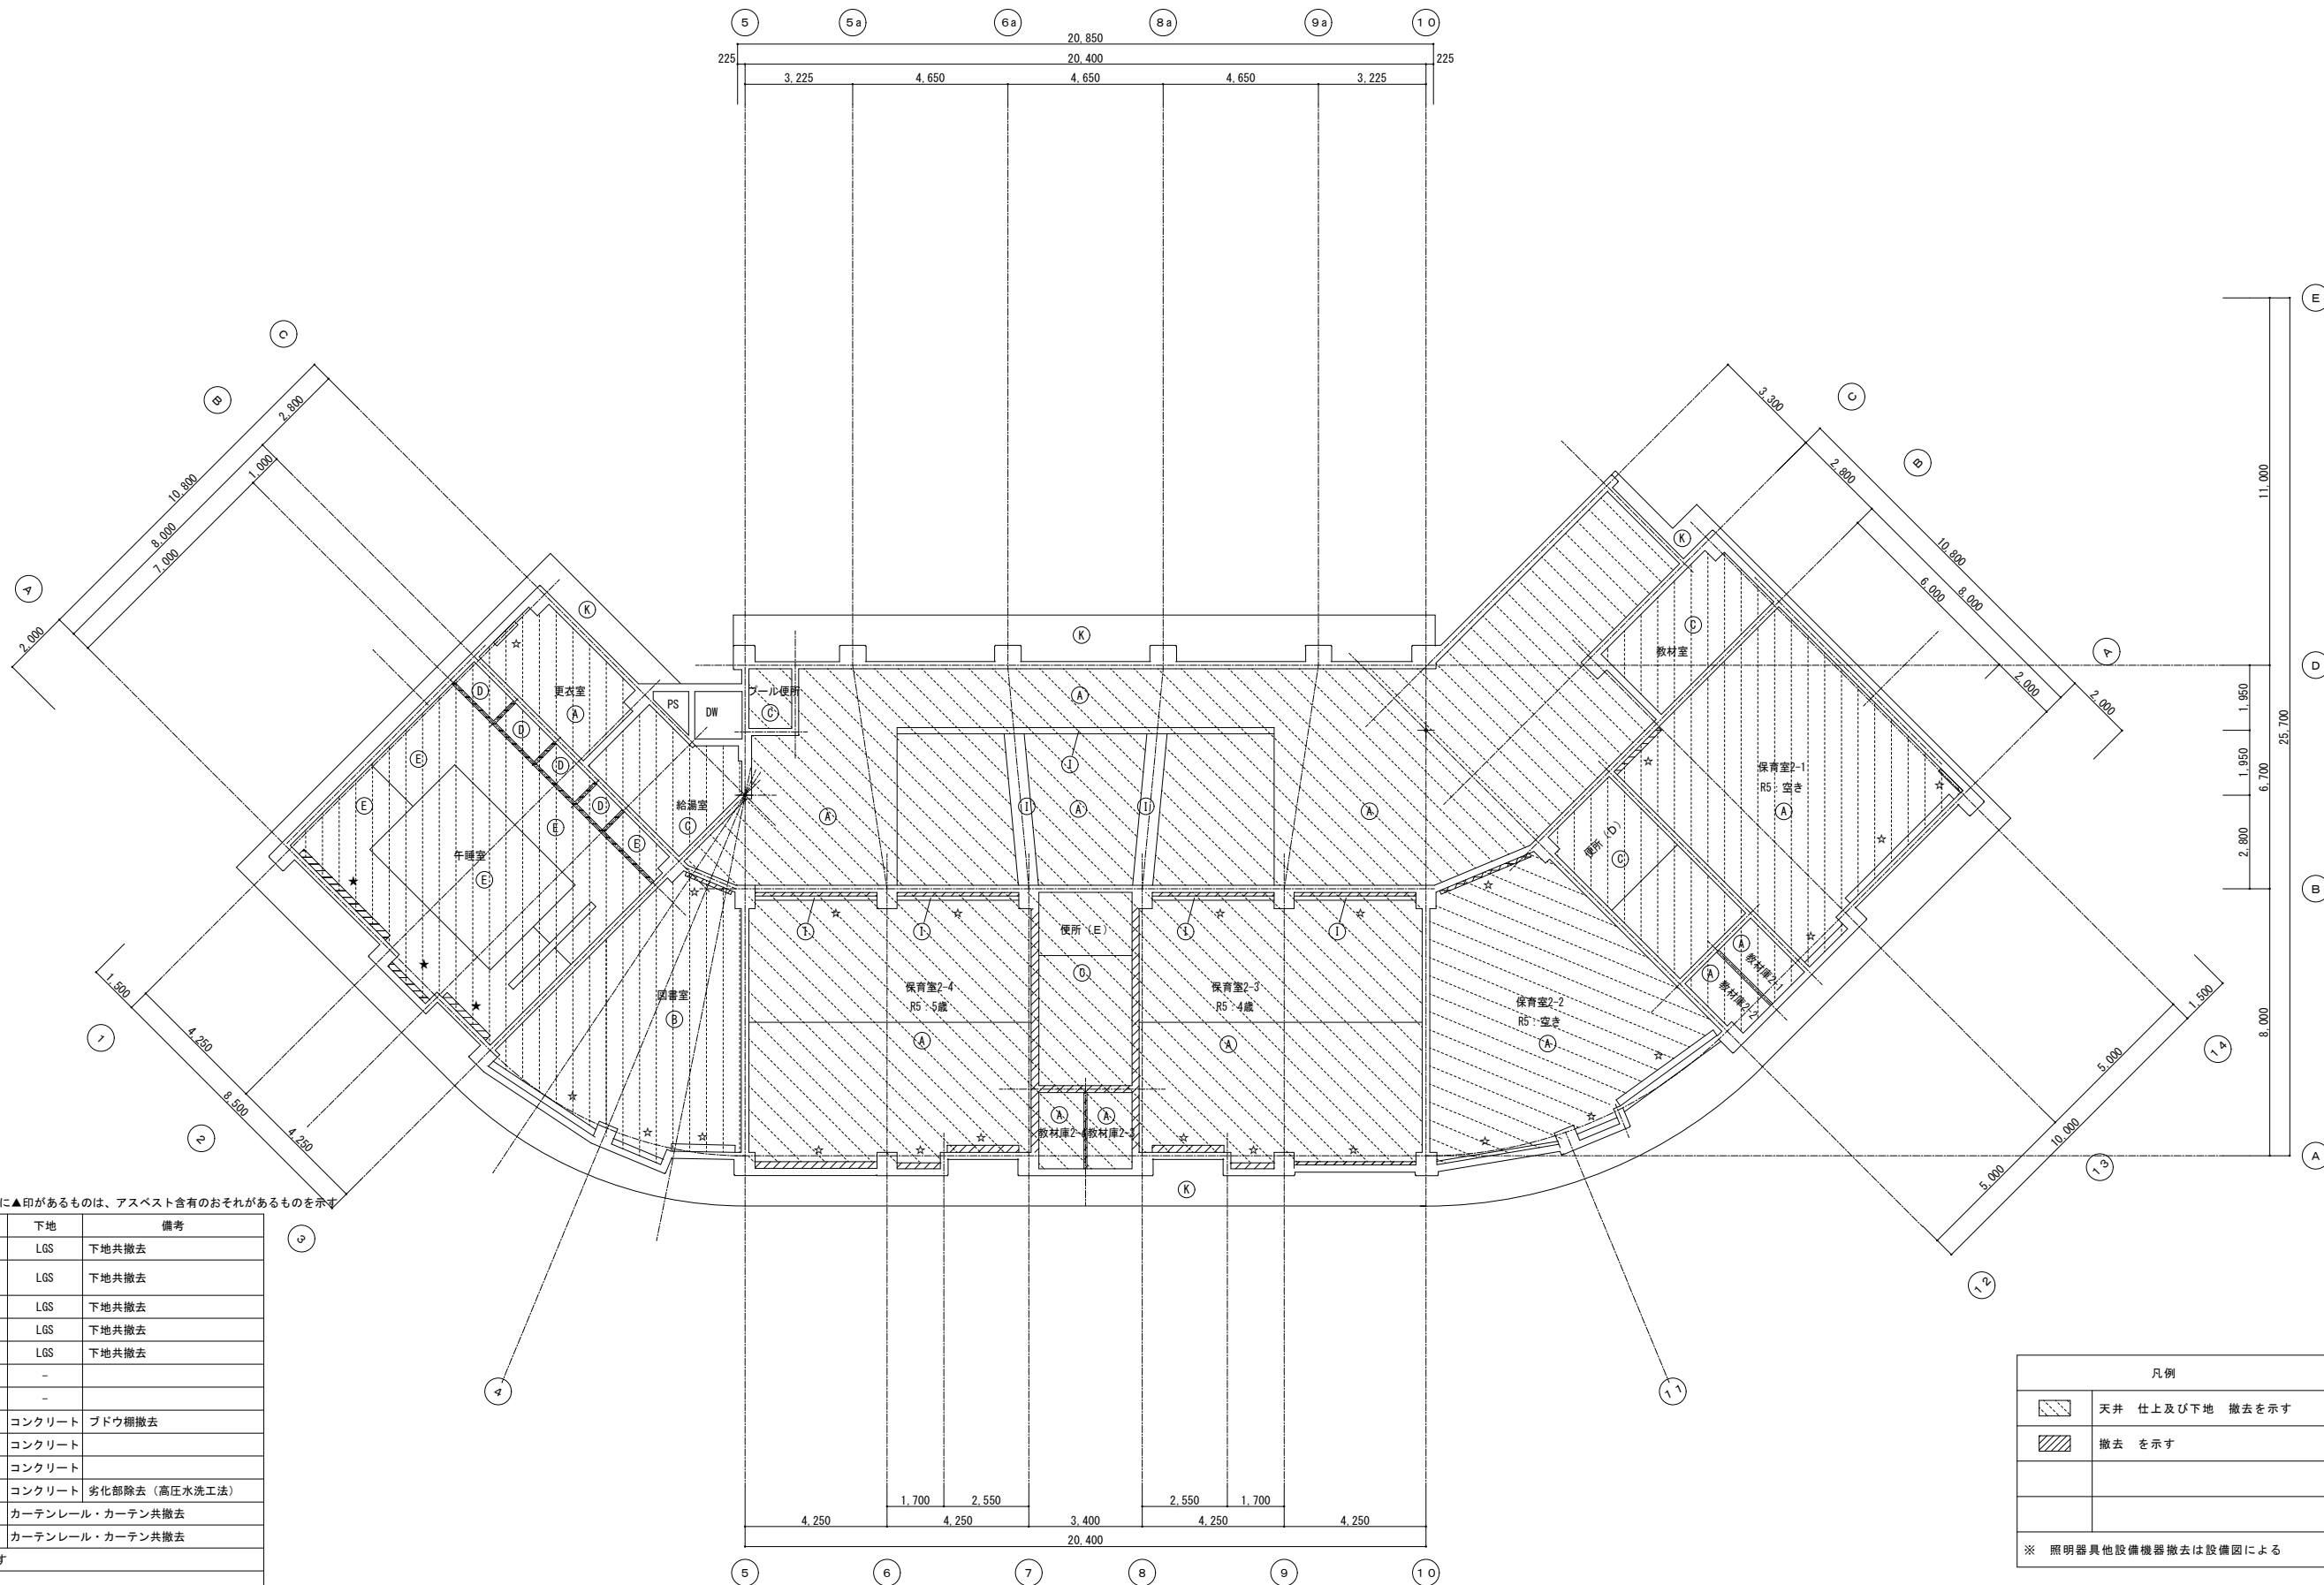 5 5a 6a 8a 9a 10
20,850
225 20,400 225
3,225 4,650 4,650 4,650 3,225
E
C
B
A
2,800
1,000
10,800
8,000
7,000
2,000
3,300
C
B
2,800
10,800
8,000
6,000
A
2,000
2,000
11,000
D
1,950
25,700
1,950
6,700
2,800
B
8,000
A
K
K
K
☆
更衣室
D A
PS DW
プール便所
C
A
D
E
D
I
E
D
給湯室
C
A I A I A
E
E
午睡室
E
★
★
★
C
教材室
☆
保育室2-1
R5：空き
A
☆
☆
便所（D）
C
☆
A
教材庫2-1
A
教材庫2-2
☆
☆
☆ ☆ ☆ ☆
I I I I
便所（E）
C
図書室
B
保育室2-4
R5：5歳
A
保育室2-3
R5：4歳
A
保育室2-2
R5：空き
A
☆
☆
☆
☆
☆
☆
A A
教材庫2-4 教材庫2-3
☆ ☆ ☆ ☆ ☆ ☆
K
1,500
1
4,250
8,500
2
4,250
3
4
1,500
14
5,000
10,000
13
5,000
12
11
に▲印があるものは、アスベスト含有のおそれがあるものを示す
下地 備考
LGS 下地共撤去
LGS 下地共撤去
LGS 下地共撤去
LGS 下地共撤去
LGS 下地共撤去
-
-
コンクリート ブドウ棚撤去
コンクリート
コンクリート
コンクリート 劣化部除去（高圧水洗工法）
カーテンレール・カーテン共撤去
カーテンレール・カーテン共撤去
す
凡例
天井 仕上及び下地 撤去を示す
撤去 を示す
※ 照明器具他設備機器撤去は設備図による
1,700 2,550 2,550 1,700
4,250 4,250 3,400 4,250 4,250
20,400
5 6 7 8 9 10